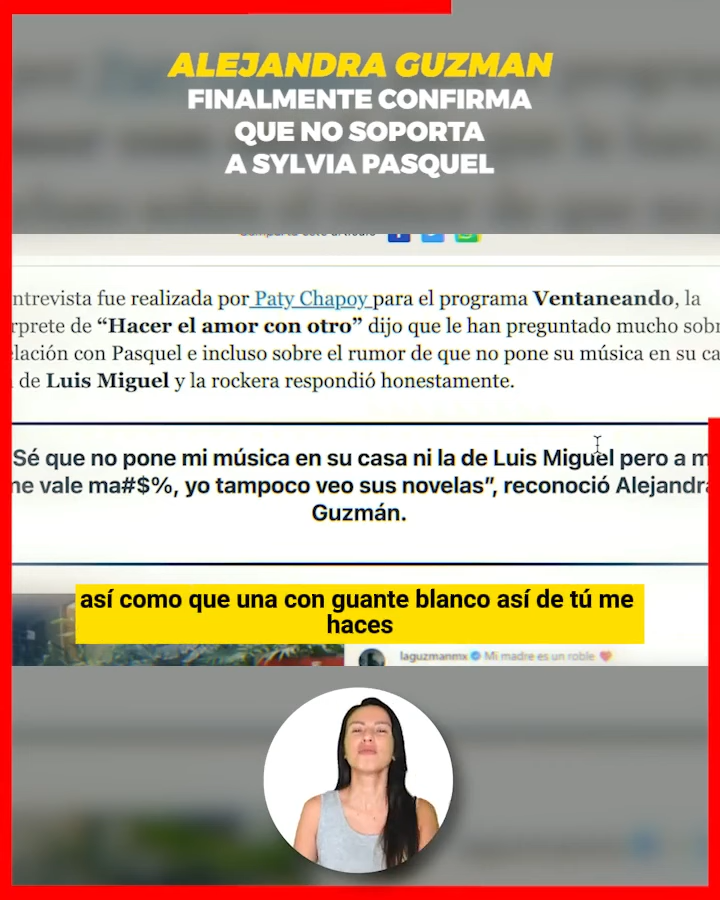 ALEJANDRA GUZMAN
FINALMENTE CONFIRMA
QUE NO SOPORTA
A SYLVIA PASQUEL
ntrevista fue realizada por Paty Chapoy para el programa Ventaneando, la
rprete de “Hacer el amor con otro” dijo que le han preguntado mucho sobr
lación con Pasquel e incluso sobre el rumor de que no pone su música en su ca
de Luis Miguel y la rockera respondió honestamente.
Sé que no pone mi música en su casa ni la de Luis Miguel pero a m
ne vale ma#$%, yo tampoco veo sus novelas”, reconoció Alejandra
Guzmán.
así como que una con guante blanco así de tú me
haces
laguzmanmx Mi madre es un roble